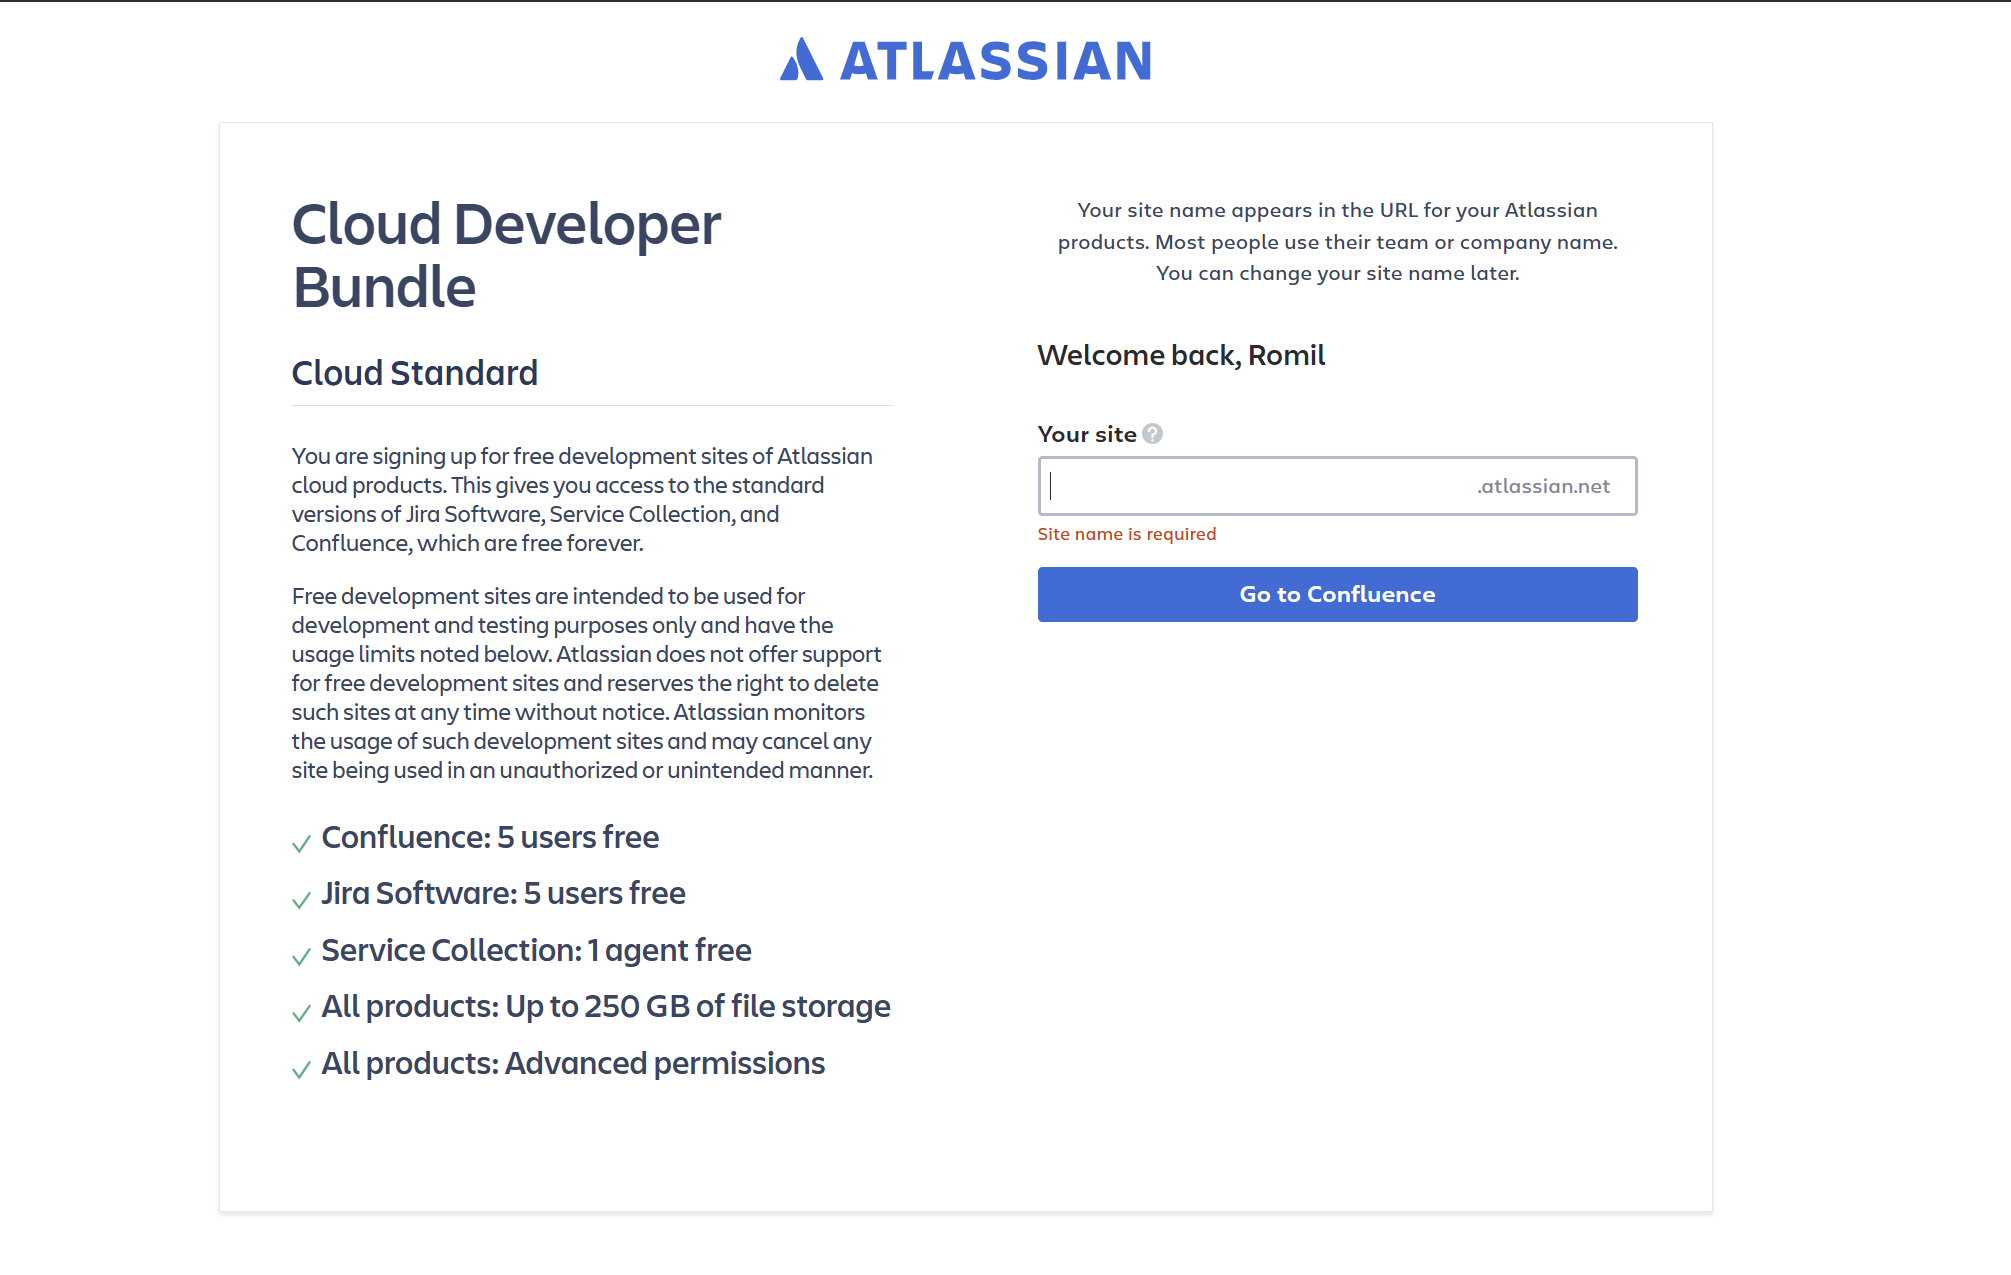 ATLASSIAN
Cloud Developer
Bundle
Cloud Standard
You are signing up for free development sites of Atlassian
cloud products. This gives you access to the standard
versions of Jira Software, Service Collection, and
Confluence, which are free forever.
Free development sites are intended to be used for
development and testing purposes only and have the
usage limits noted below. Atlassian does not offer support
for free development sites and reserves the right to delete
such sites at any time without notice. Atlassian monitors
the usage of such development sites and may cancel any
site being used in an unauthorized or unintended manner.
Confluence: 5 users free
Jira Software: 5 users free
Service Collection: 1 agent free
All products: Up to 250 GB of file storage
All products: Advanced permissions
Your site name appears in the URL for your Atlassian
products. Most people use their team or company name.
You can change your site name later.
Welcome back, Romil
Your site ?
.atlassian.net
Site name is required
Go to Confluence